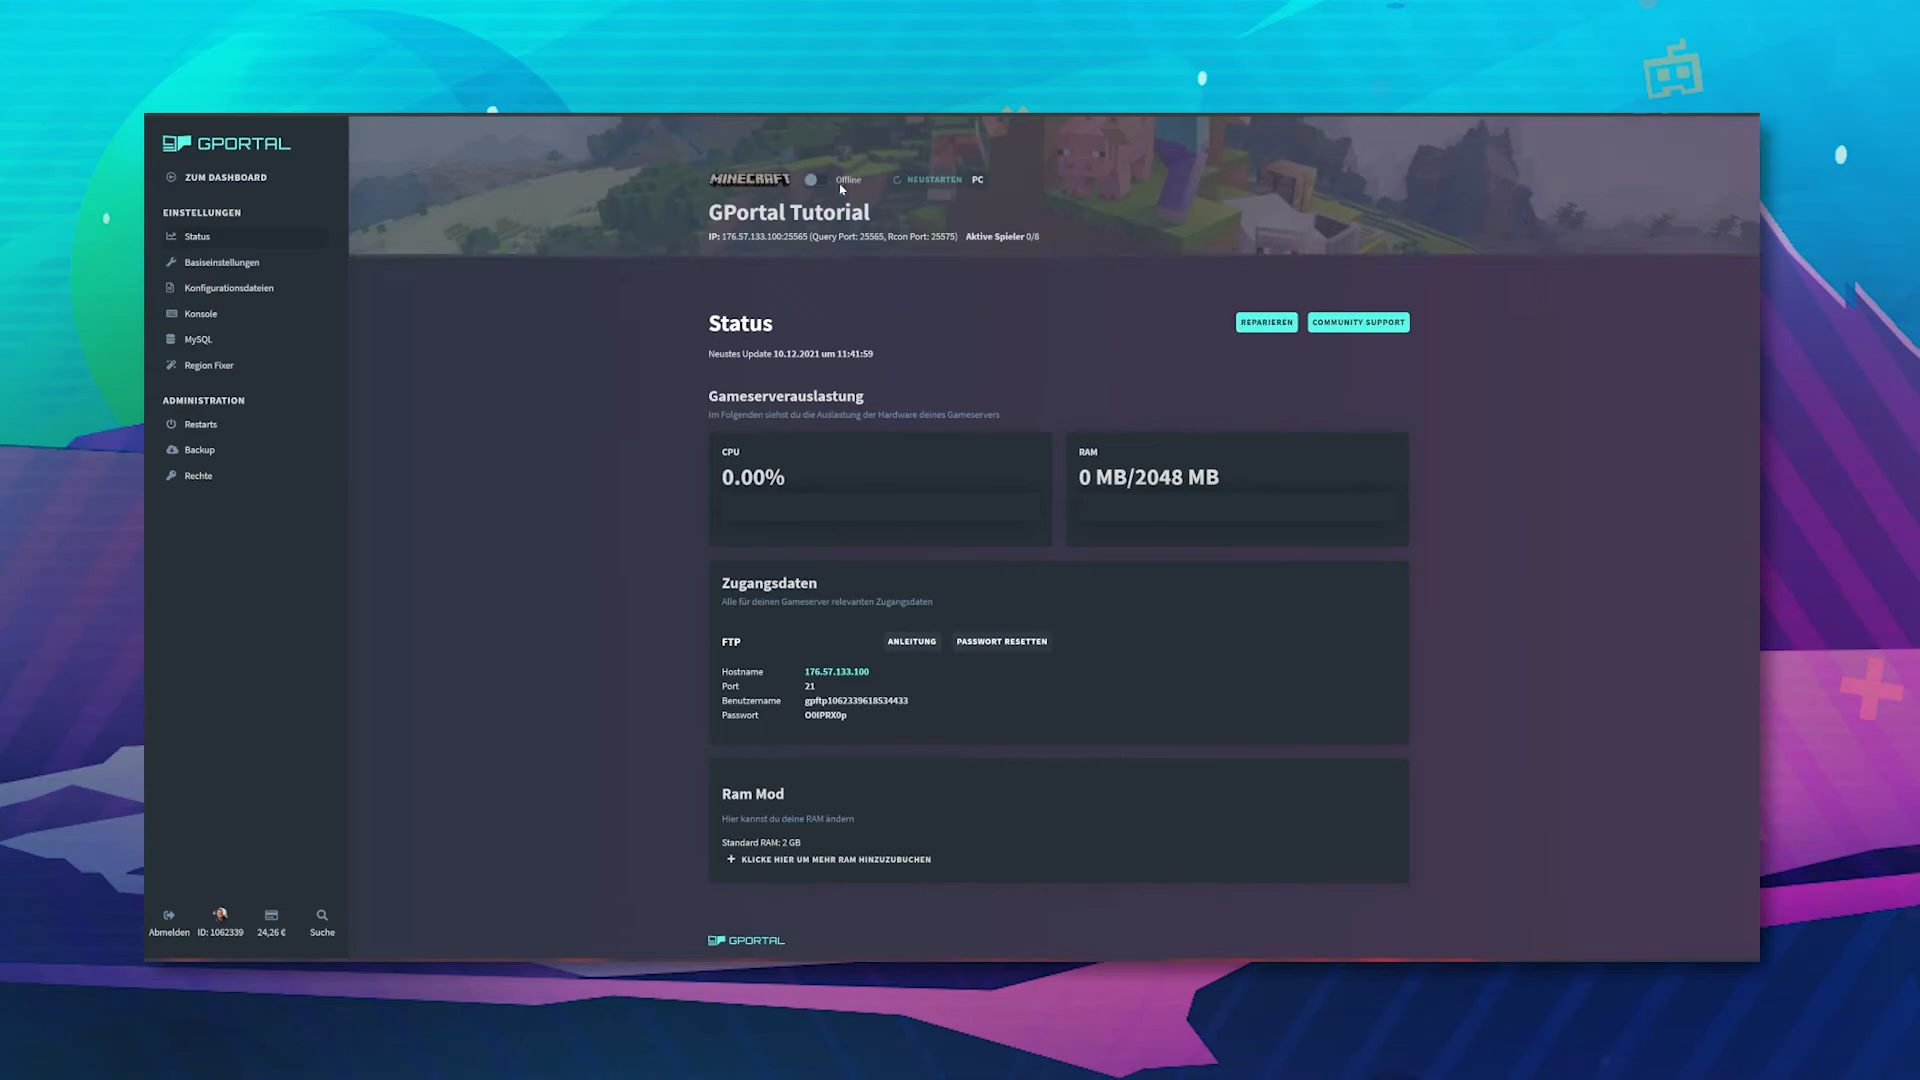 GPORTAL
ZUM DASHBOARD
EINSTELLUNGEN
Status
Basiseinstellungen
Konfigurationsdateien
Konsole
MySQL
Region Fixer
ADMINISTRATION
Restarts
Backup
Rechte
Abmelden
ID: 1062339
24,26 €
Suche
MINECRAFT Offline NEUSTARTEN PC
GPortal Tutorial
IP: 176.57.133.100:25565 (Query Port: 25565, Rcon Port: 25575) Aktive Spieler 0/8
Status
REPARIEREN COMMUNITY SUPPORT
Neustes Update 10.12.2021 um 11:41:59
Gameserverauslastung
Im Folgenden siehst du die Auslastung der Hardware deines Gameservers
CPU
0.00%
RAM
0 MB/2048 MB
Zugangsdaten
Alle für deinen Gameserver relevanten Zugangsdaten
FTP ANLEITUNG PASSWORT RESETTEN
Hostname 176.57.133.100
Port 21
Benutzername gpftp1062339618534433
Passwort O0IPRX0p
Ram Mod
Hier kannst du deine RAM ändern
Standard RAM: 2 GB
+ KLICKE HIER UM MEHR RAM HINZUZUBUCHEN
GPORTAL